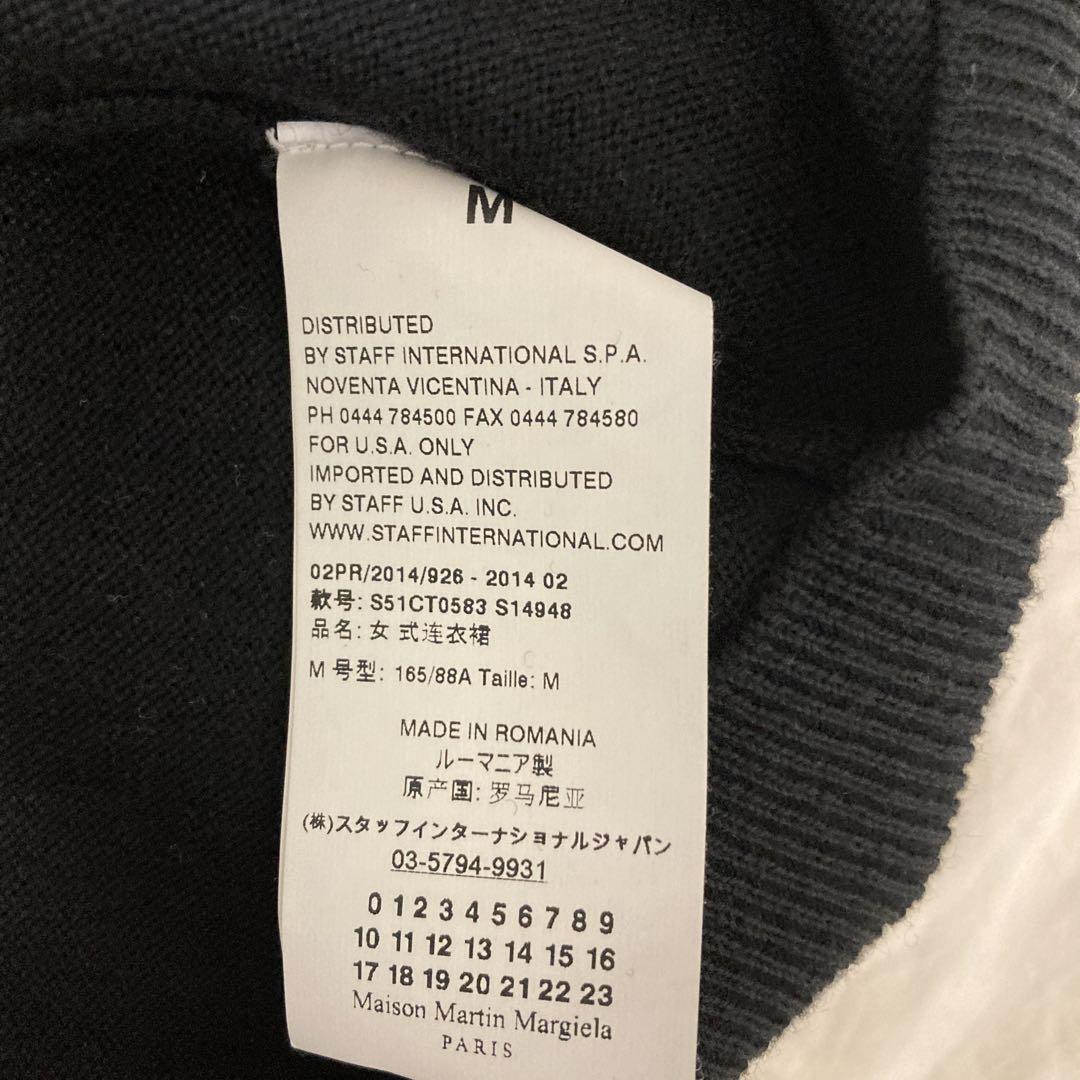 M
DISTRIBUTED
BY STAFF INTERNATIONAL S.P.A.
NOVENTA VICENTINA - ITALY
PH 0444 784500 FAX 0444 784580
FOR U.S.A. ONLY
IMPORTED AND DISTRIBUTED
BY STAFF U.S.A. INC.
WWW.STAFFINTERNATIONAL.COM
02PR/2014/926 - 2014 02
款号: S51CT0583 S14948
品名: 女 式连衣裙
M 号型: 165/88A Taille: M
MADE IN ROMANIA
ルーマニア製
原产国: 罗马尼亚
(株)スタッフインターナショナルジャパン
03-5794-9931
0 1 2 3 4 5 6 7 8 9
10 11 12 13 14 15 16
17 18 19 20 21 22 23
Maison Martin Margiela
PARIS